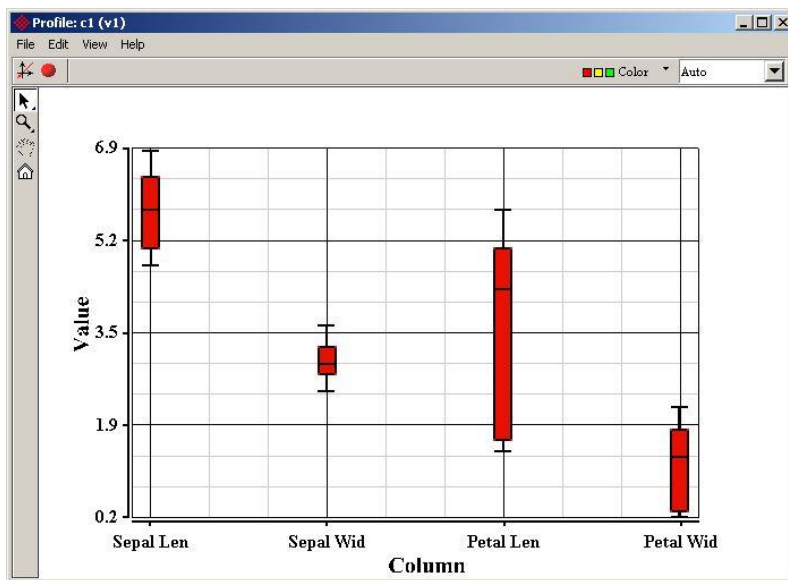 Profile: c1 (v1)
File Edit View Help
Color Auto
6.9
5.2
3.5
1.9
0.2
Value
Sepal Len Sepal Wid Petal Len Petal Wid
Column